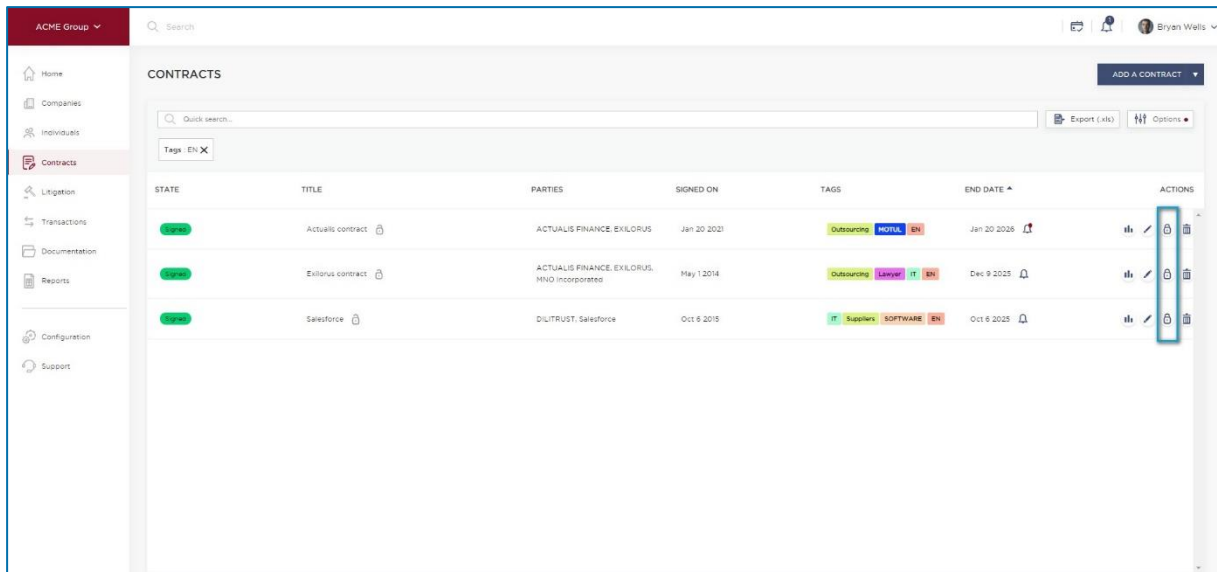 ACME Group
Search
1
Bryan Wells
Home
Companies
Individuals
Contracts
Litigation
Transactions
Documentation
Reports
Configuration
Support
CONTRACTS
ADD A CONTRACT
Quick search...
Export (.xls)
Options
Tags : EN X
STATE TITLE PARTIES SIGNED ON TAGS END DATE ACTIONS
Signed Actualis contract ACTUALIS FINANCE, EXILORUS Jan 20 2021 Outsourcing MOTUL EN Jan 20 2026
Signed Exilorus contract ACTUALIS FINANCE, EXILORUS, MNO Incorporated May 1 2014 Outsourcing Lawyer IT EN Dec 9 2025
Signed Salesforce DILITRUST, Salesforce Oct 6 2015 IT Suppliers SOFTWARE EN Oct 6 2025